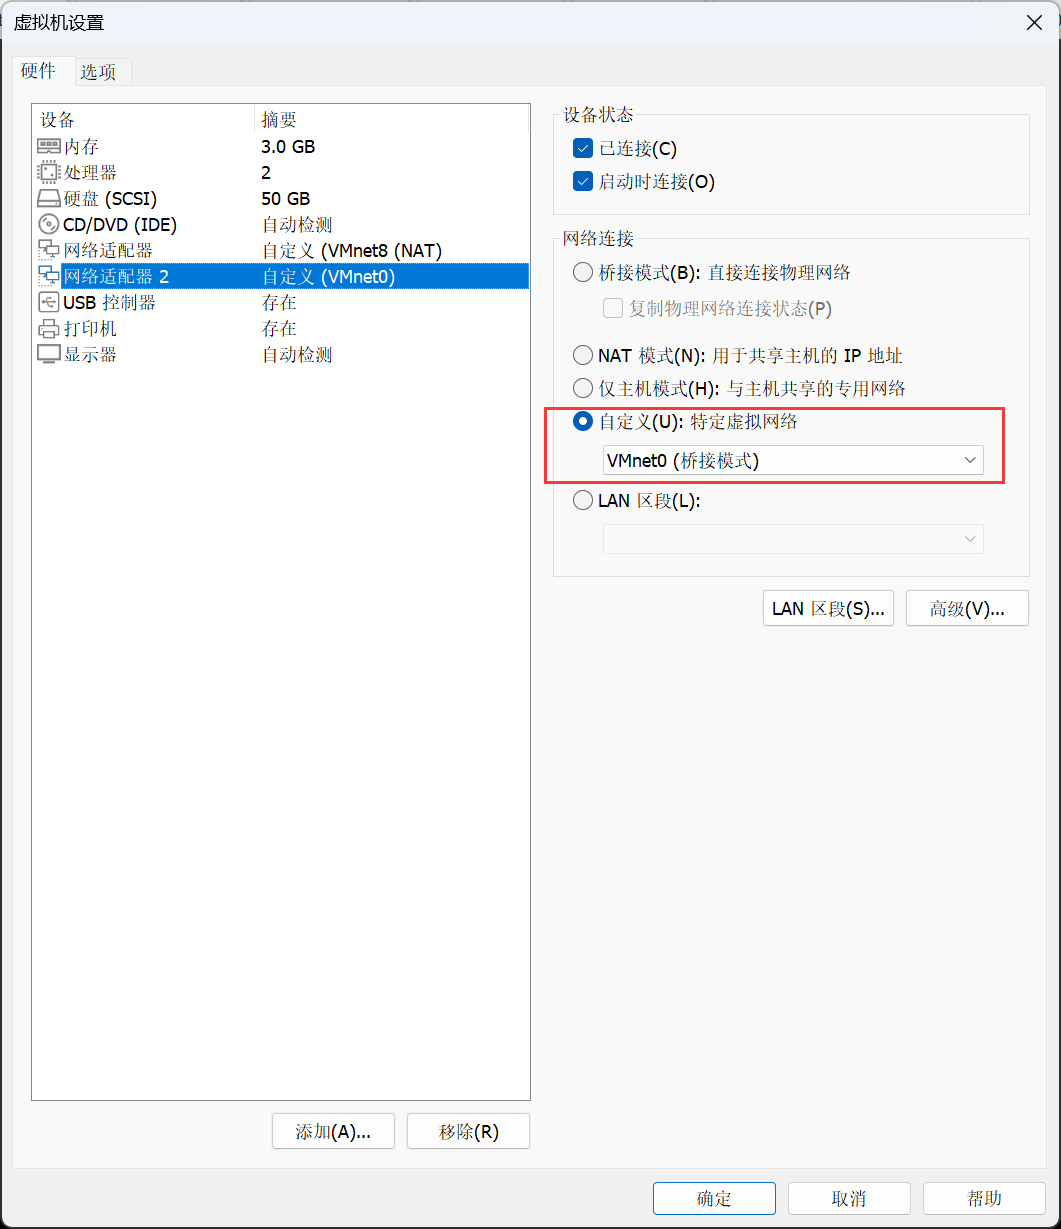 虚拟机设置
硬件 选项
设备 摘要
内存 3.0 GB
处理器 2
硬盘 (SCSI) 50 GB
CD/DVD (IDE) 自动检测
网络适配器 自定义 (VMnet8 (NAT)
网络适配器 2 自定义 (VMnet0)
USB 控制器 存在
打印机 存在
显示器 自动检测
添加(A)... 移除(R)
设备状态
已连接(C)
启动时连接(O)
网络连接
桥接模式(B): 直接连接物理网络
复制物理网络连接状态(P)
NAT 模式(N): 用于共享主机的 IP 地址
仅主机模式(H): 与主机共享的专用网络
自定义(U): 特定虚拟网络
VMnet0 (桥接模式)
LAN 区段(L):
LAN 区段(S)... 高级(V)...
确定 取消 帮助